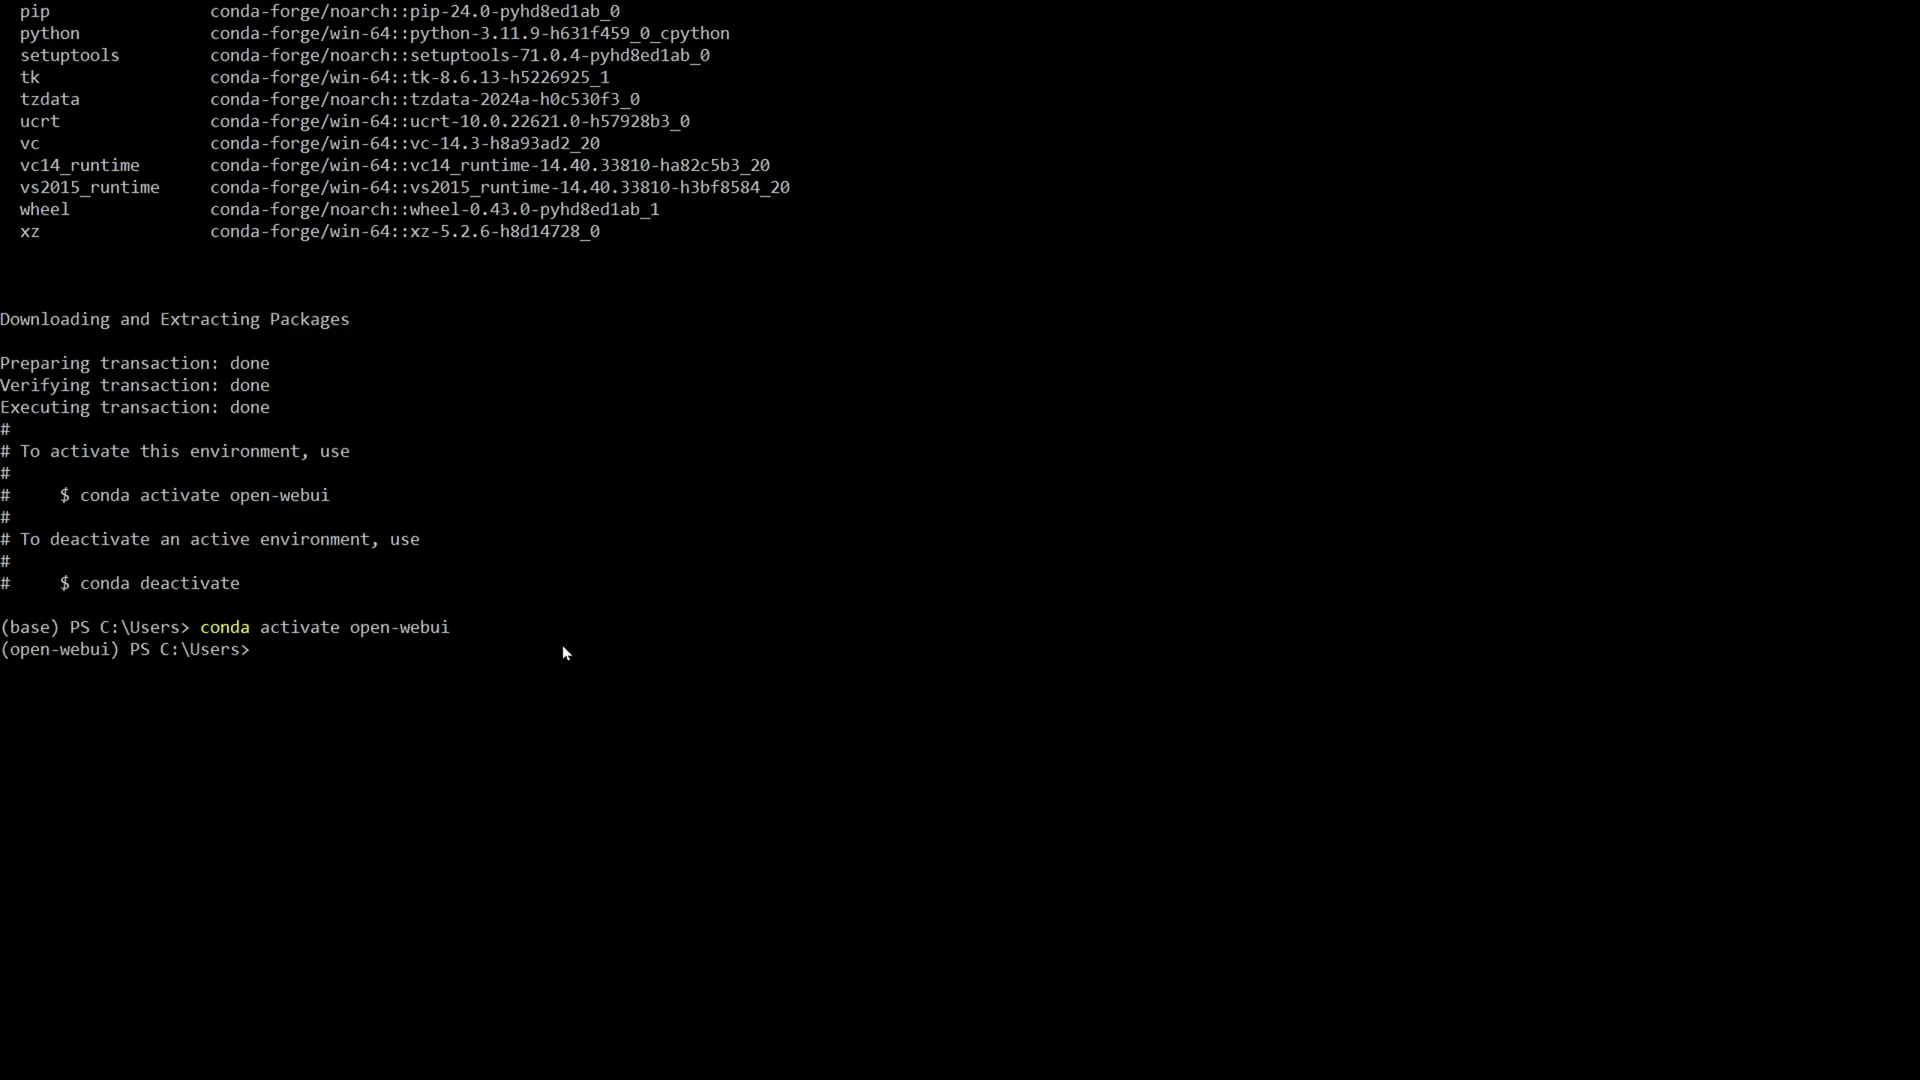 pip conda-forge/noarch::pip-24.0-pyhd8ed1ab_0
python conda-forge/win-64::python-3.11.9-h631f459_0_cpython
setuptools conda-forge/noarch::setuptools-71.0.4-pyhd8ed1ab_0
tk conda-forge/win-64::tk-8.6.13-h5226925_1
tzdata conda-forge/noarch::tzdata-2024a-h0c530f3_0
ucrt conda-forge/win-64::ucrt-10.0.22621.0-h57928b3_0
vc conda-forge/win-64::vc-14.3-h8a93ad2_20
vc14_runtime conda-forge/win-64::vc14_runtime-14.40.33810-ha82c5b3_20
vs2015_runtime conda-forge/win-64::vs2015_runtime-14.40.33810-h3bf8584_20
wheel conda-forge/noarch::wheel-0.43.0-pyhd8ed1ab_1
xz conda-forge/win-64::xz-5.2.6-h8d14728_0
Downloading and Extracting Packages
Preparing transaction: done
Verifying transaction: done
Executing transaction: done
#
# To activate this environment, use
#
# $ conda activate open-webui
#
# To deactivate an active environment, use
#
# $ conda deactivate
(base) PS C:\Users> conda activate open-webui
(open-webui) PS C:\Users>